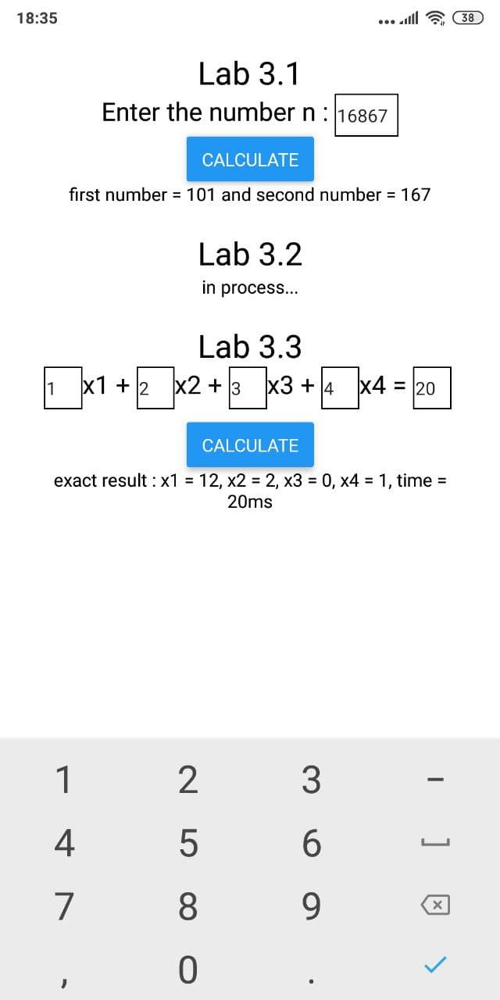 18:35
38
Lab 3.1
Enter the number n : 16867
CALCULATE
first number = 101 and second number = 167
Lab 3.2
in process...
Lab 3.3
1 x1 + 2 x2 + 3 x3 + 4 x4 = 20
CALCULATE
exact result : x1 = 12, x2 = 2, x3 = 0, x4 = 1, time =
20ms
1 2 3 -
4 5 6
7 8 9
, 0 .